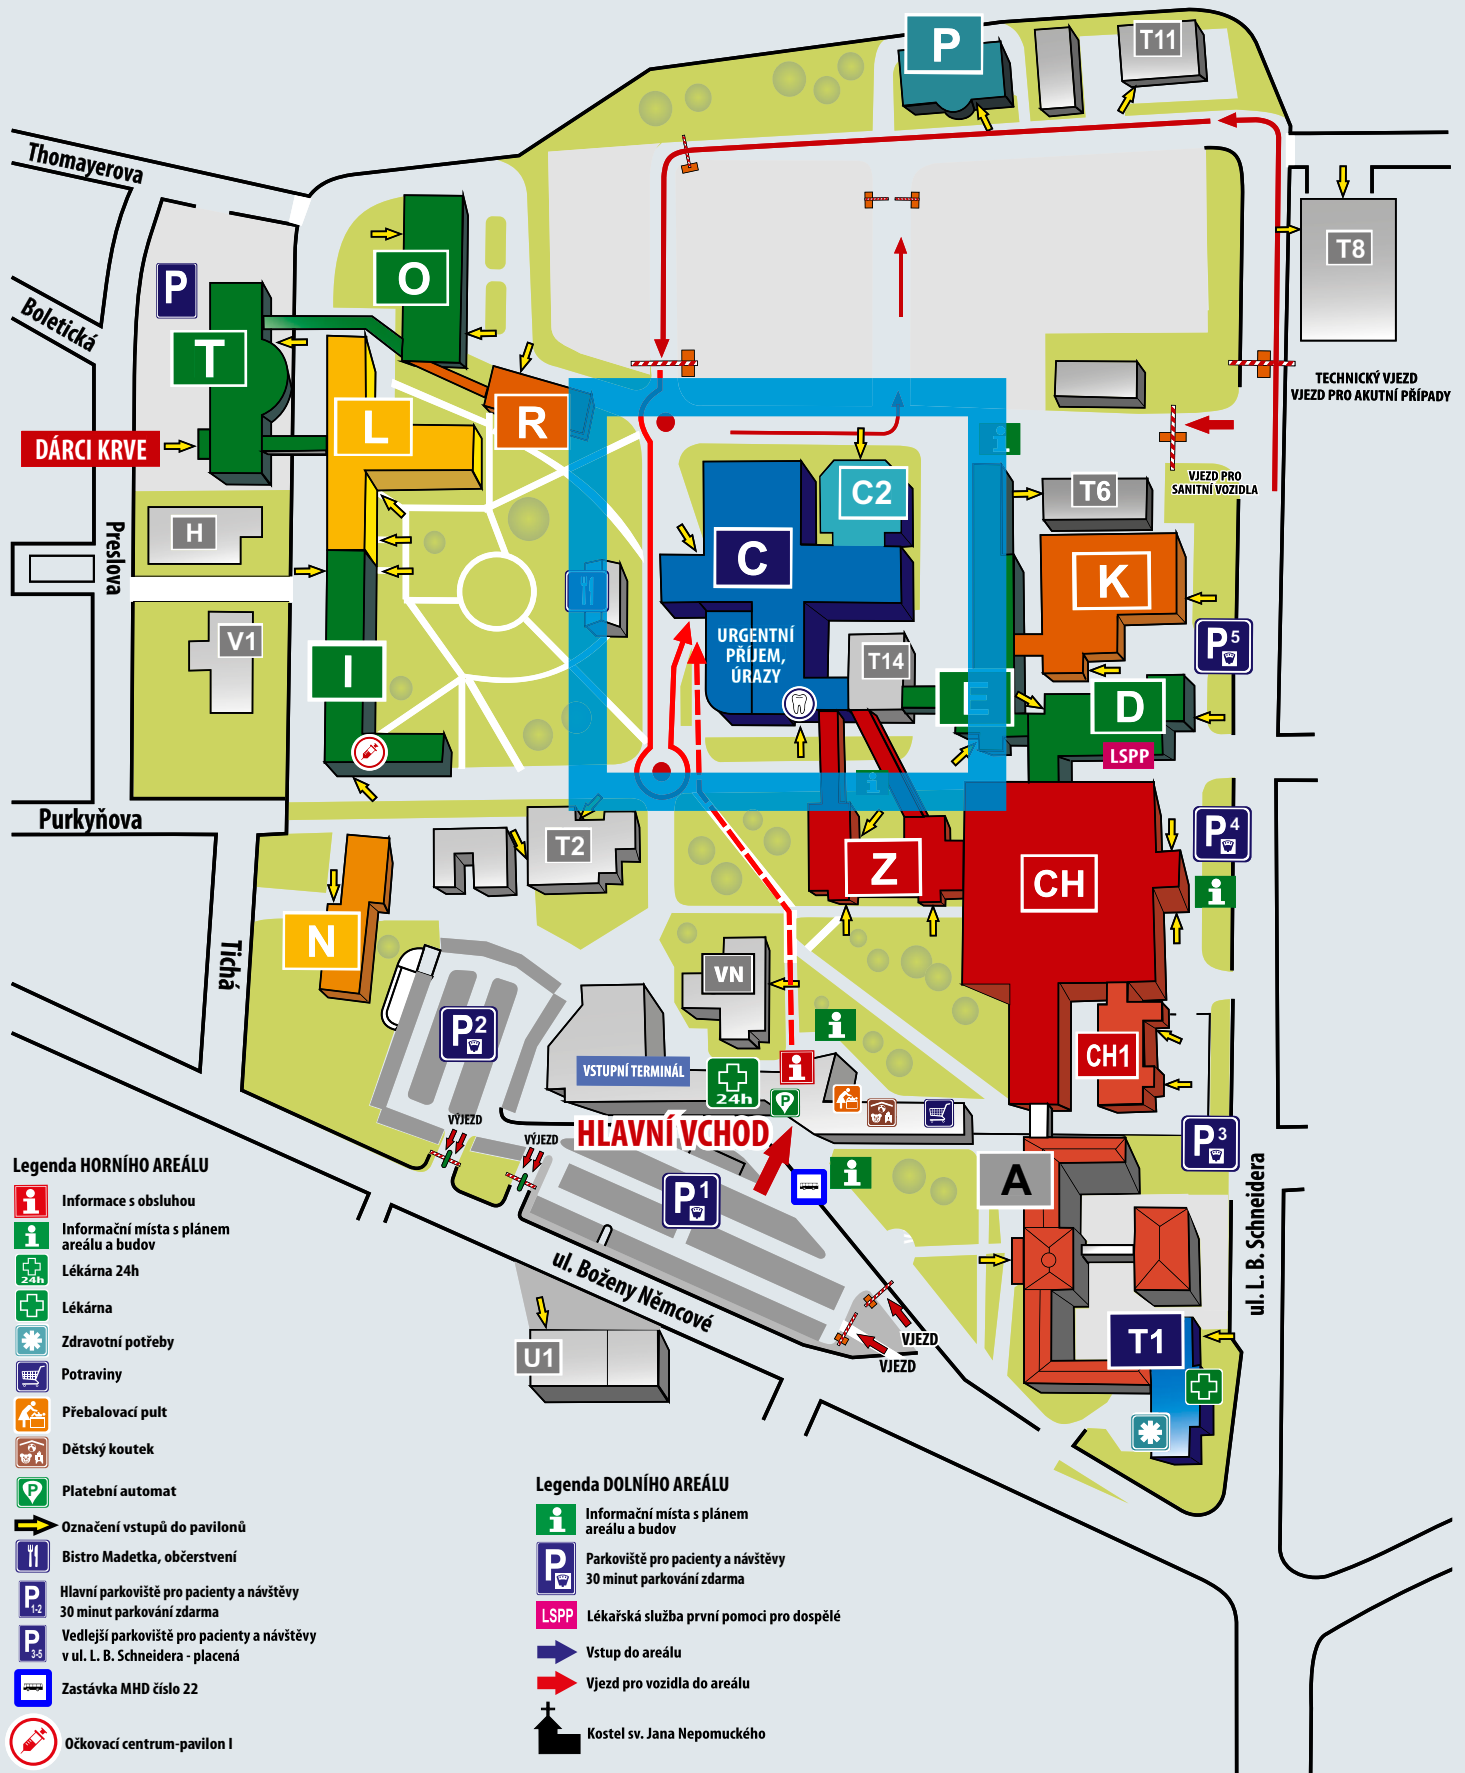 P
T11
Thomayerova
O
P
T8
Boletická
T
TECHNICKÝ VJEZD
VJEZD PRO AKUTNÍ PŘÍPADY
L
R
DÁRCI KRVE
i
C2
T6
VJEZD PRO
SANITNÍ VOZIDLA
H
Preslova
C
K
V1
URGENTNÍ
PŘÍJEM,
ÚRAZY
T14
P5
I
E
D
LSPP
i
Purkyňova
T2
Z
CH
P4
i
N
Tichá
VN
P2
i
CH1
VSTUPNÍ TERMINÁL
24h
i
P
VÝJEZD
VÝJEZD
HLAVNÍ VCHOD
P3
P1
i
A
ul. L. B. Schneidera
ul. Boženy Němcové
T1
U1
VJEZD
VJEZD
Legenda HORNÍHO AREÁLU
i Informace s obsluhou
i Informační místa s plánem
areálu a budov
24h Lékárna 24h
Lékárna
Zdravotní potřeby
Potraviny
Přebalovací pult
Dětský koutek
P Platební automat
Označení vstupů do pavilonů
Bistro Madetka, občerstvení
P 1-2 Hlavní parkoviště pro pacienty a návštěvy
30 minut parkování zdarma
P 3-5 Vedlejší parkoviště pro pacienty a návštěvy
v ul. L. B. Schneidera - placená
Zastávka MHD číslo 22
Očkovací centrum-pavilon I
Legenda DOLNÍHO AREÁLU
i Informační místa s plánem
areálu a budov
P Parkoviště pro pacienty a návštěvy
30 minut parkování zdarma
LSPP Lékařská služba první pomoci pro dospělé
Vstup do areálu
Vjezd pro vozidla do areálu
Kostel sv. Jana Nepomuckého